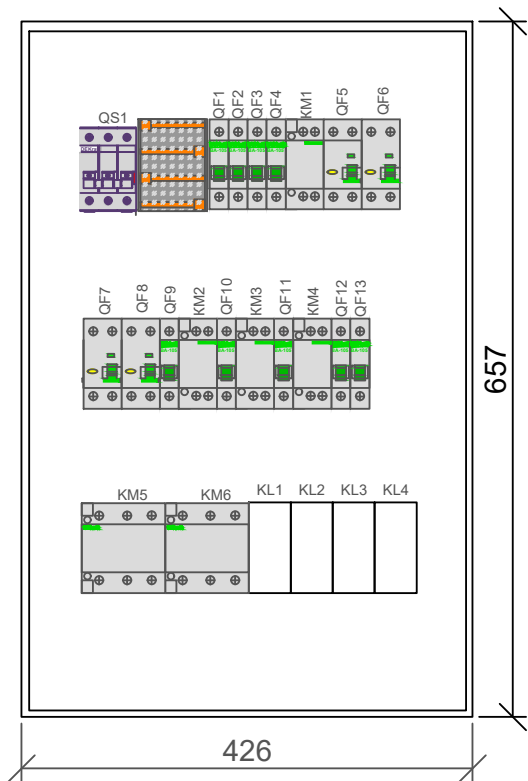 QS1 QF1 QF2 QF3 QF4 KM1 QF5 QF6
QF7 QF8 QF9 KM2 QF10 KM3 QF11 KM4 QF12 QF13
KM5 KM6 KL1 KL2 KL3 KL4
657
426